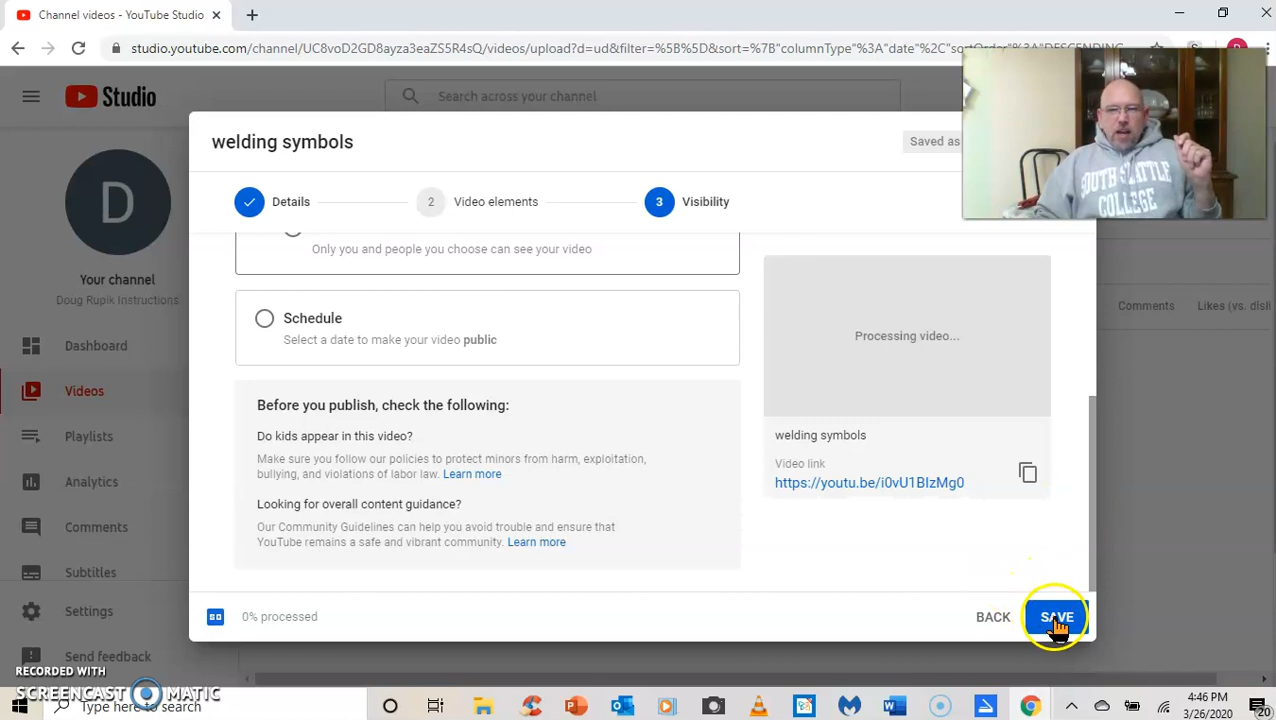 Channel videos - YouTube Studio
studio.youtube.com/channel/UC8voD2GD8ayza3eaZS5R4sQ/videos/upload?d=ud&filter=%5B%5D&sort=%7B"columnType"%3A"date"%2C"sortOrder"%3A"DESCENDING
Studio
Search across your channel
welding symbols
Saved as
SOUTH SEATTLE
COLLEGE
Details
2
Video elements
3
Visibility
D
Only you and people you choose can see your video
Your channel
Doug Rupik Instructions
Comments
Likes (vs. disli
Schedule
Select a date to make your video public
Processing video...
Dashboard
Videos
Playlists
Analytics
Comments
Subtitles
Settings
Send feedback
Before you publish, check the following:
Do kids appear in this video?
Make sure you follow our policies to protect minors from harm, exploitation,
bullying, and violations of labor law. Learn more
Looking for overall content guidance?
Our Community Guidelines can help you avoid trouble and ensure that
YouTube remains a safe and vibrant community. Learn more
welding symbols
Video link
https://youtu.be/i0vU1BIzMg0
SD
0% processed
BACK
SAVE
RECORDED WITH
SCREENCAST MATIC
Type here to search
4:46 PM
3/26/2020
20